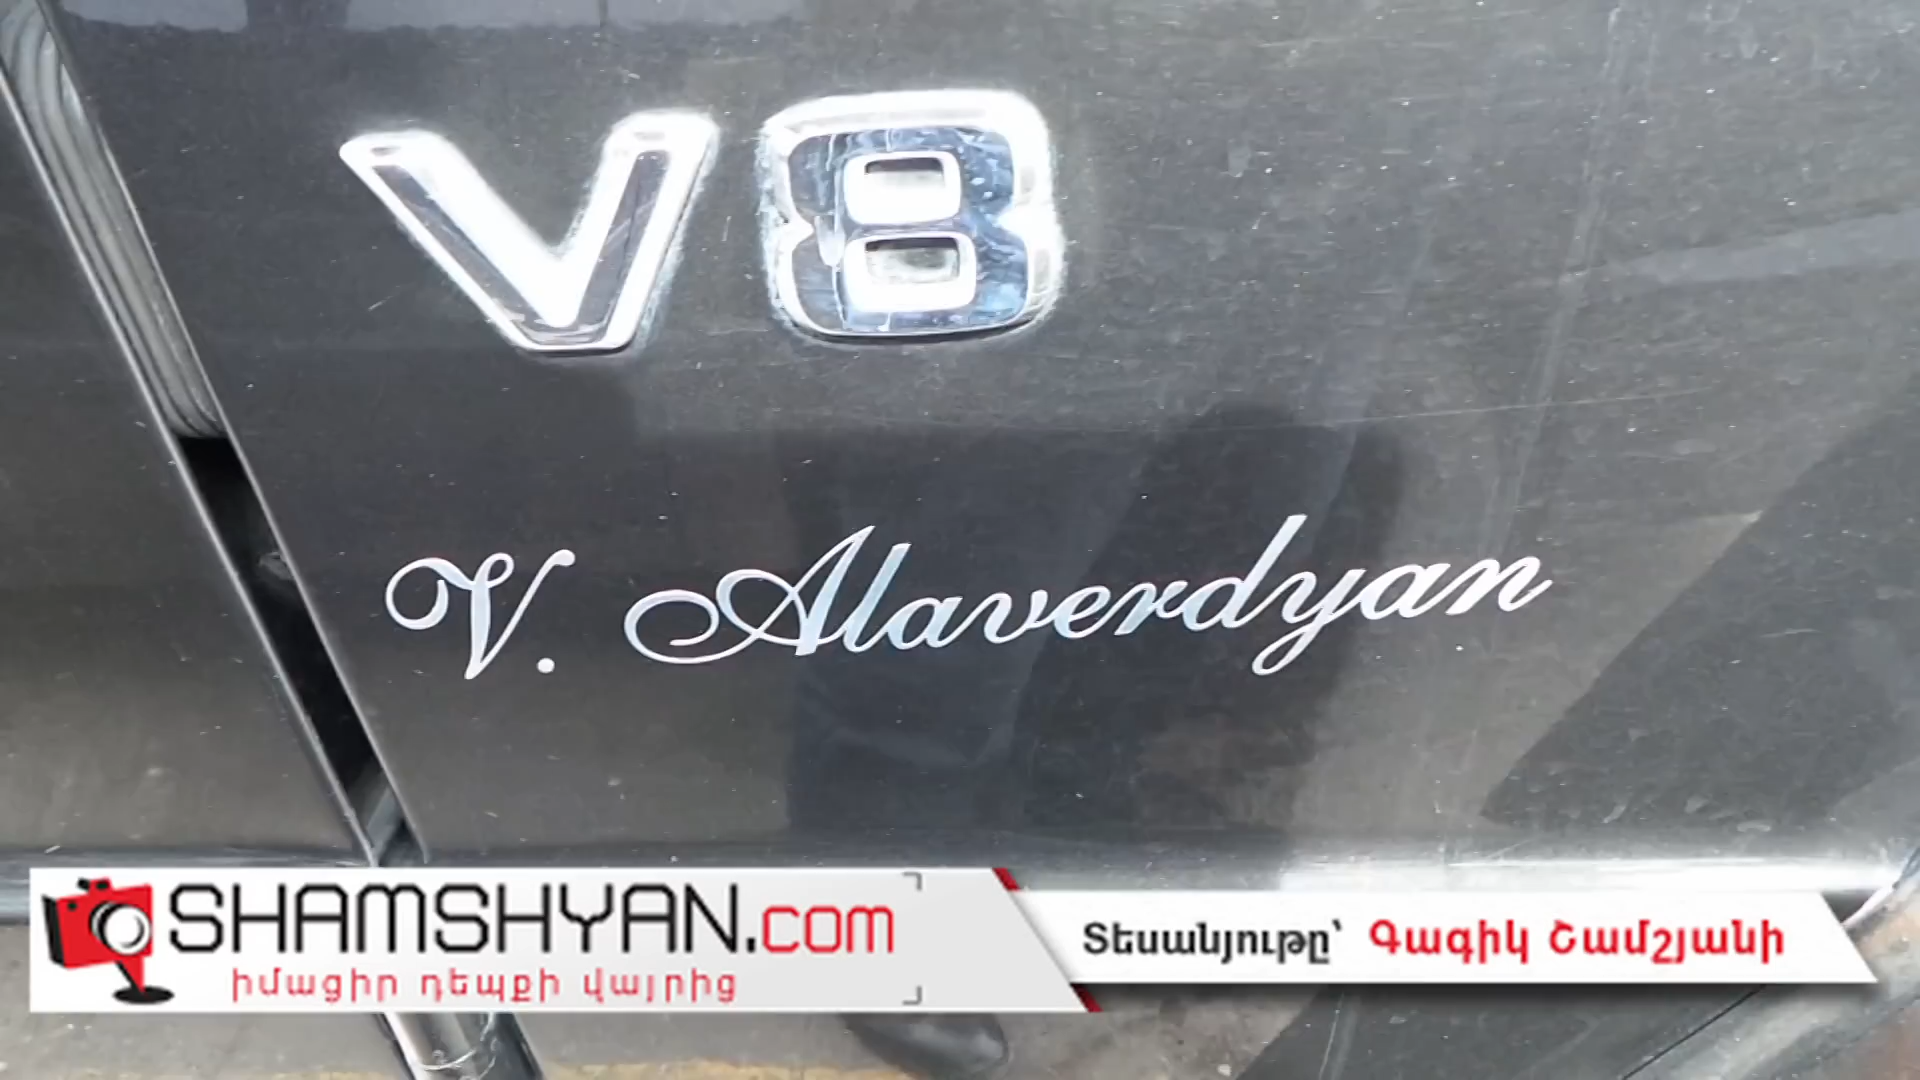 V8
V. Alaverdyan
SHAMSHYAN.com
իմացիր դեպքի վայրից
Տեսանյութը՝ Գագիկ Շամշյանի